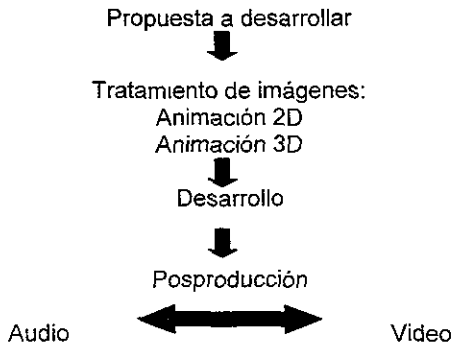 Propuesta a desarrollar
Tratamiento de imágenes:
Animación 2D
Animación 3D
Desarrollo
Posproducción
Audio
Video